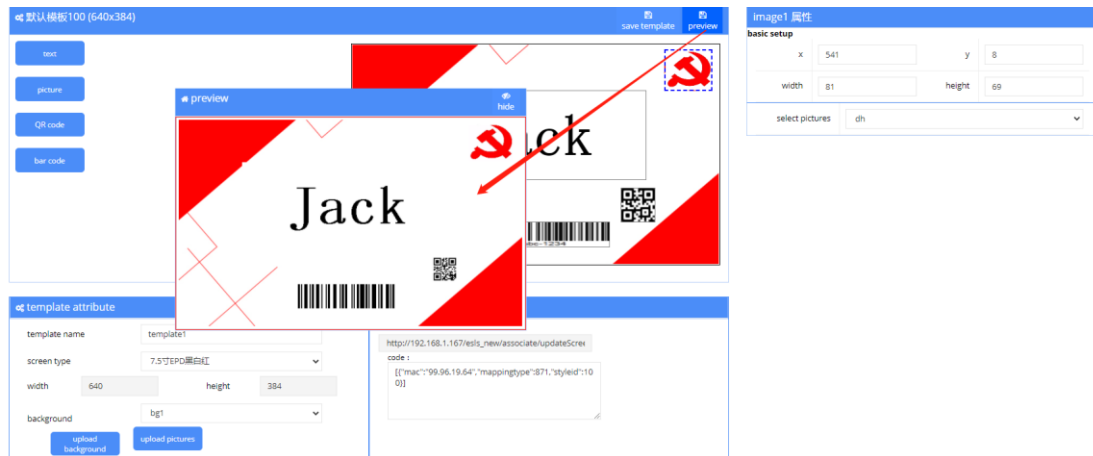 默认模板100 (640x384)
save template
preview
text
picture
QR code
bar code
preview
hide
Jack
ack
template attribute
template name
template1
screen type
7.5寸EPD黑白红
width
640
height
384
background
bg1
upload background
upload pictures
http://192.168.1.167/esls_new/associate/updateScree
code :
[{"mac":"99.96.19.64","mappingtype":871,"styleid":10
0}]
image1 属性
basic setup
x
541
y
8
width
81
height
69
select pictures
dh